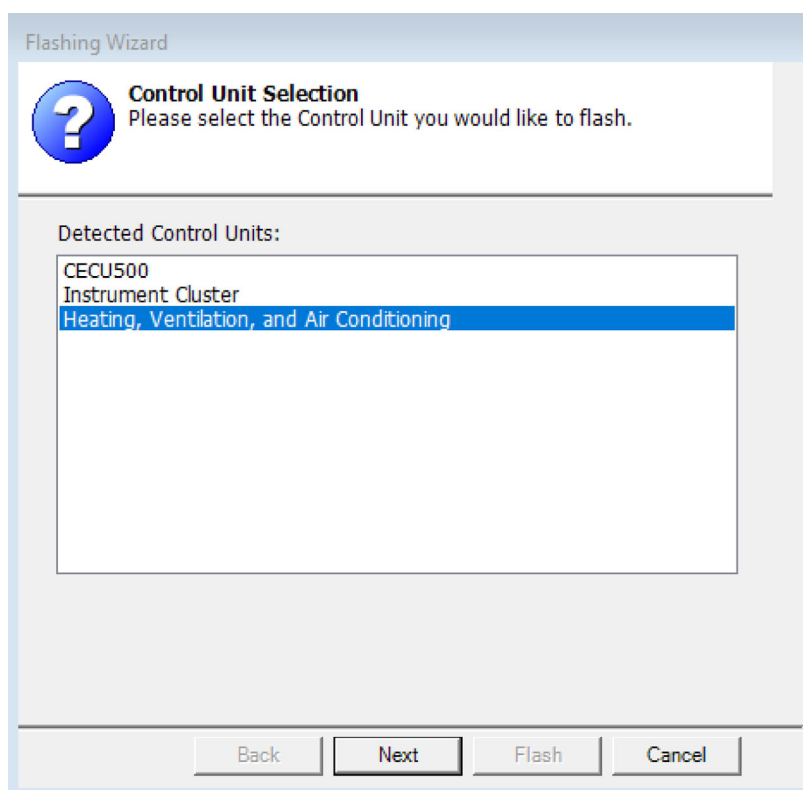 Flashing Wizard
Control Unit Selection
Please select the Control Unit you would like to flash.
Detected Control Units:
CECU500
Instrument Cluster
Heating, Ventilation, and Air Conditioning
Back Next Flash Cancel